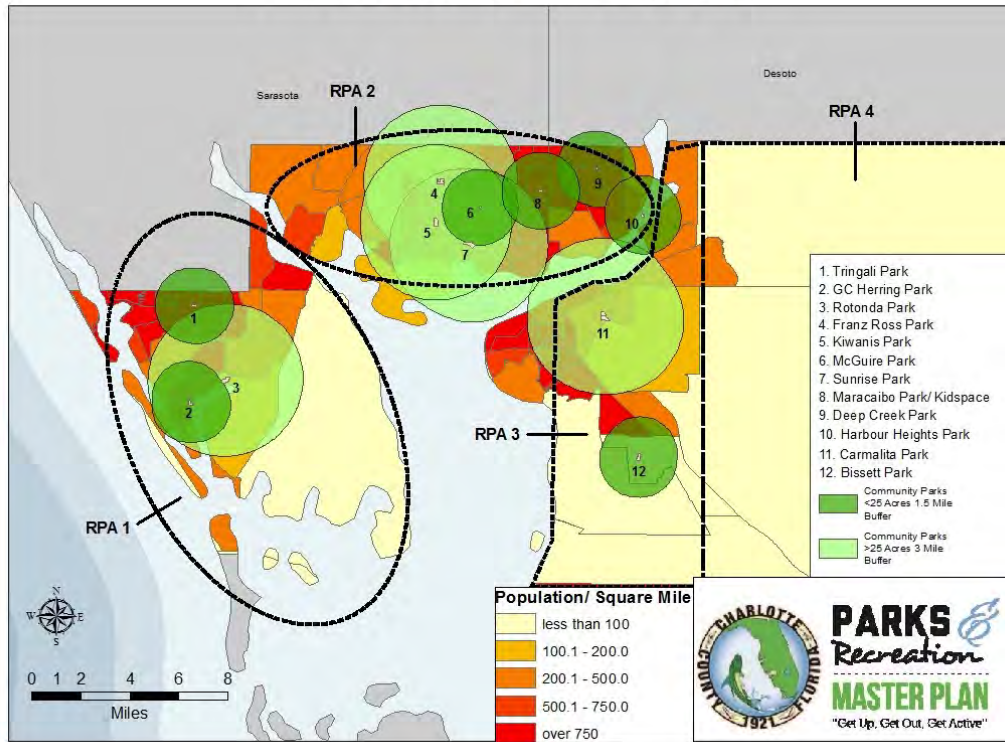 Sarasota
Desoto
RPA 2
RPA 4
4
6
8
9
10
5
7
1
3
2
11
12
RPA 3
RPA 1
1. Tringali Park
2. GC Herring Park
3. Rotonda Park
4. Franz Ross Park
5. Kiwanis Park
6. McGuire Park
7. Sunrise Park
8. Maracaibo Park/ Kidspace
9. Deep Creek Park
10. Harbour Heights Park
11. Carmalita Park
12. Bissett Park
Community Parks
<25 Acres 1.5 Mile
Buffer
Community Parks
>25 Acres 3 Mile
Buffer
N
W E
S
0 1 2 4 6 8
Miles
Population/ Square Mile
less than 100
100.1 - 200.0
200.1 - 500.0
500.1 - 750.0
over 750
CHARLOTTE
COUNTY
FLORIDA
1921
PARKS &
Recreation
MASTER PLAN
"Get Up, Get Out, Get Active"